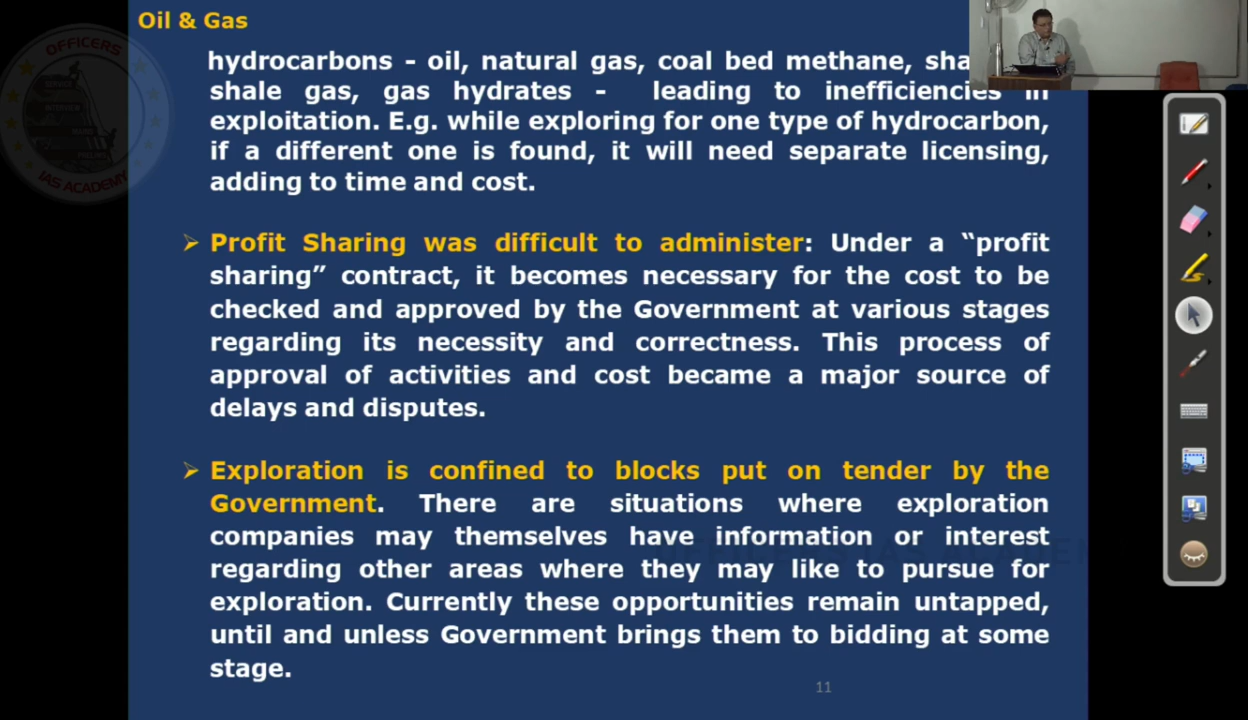 Oil & Gas
hydrocarbons - oil, natural gas, coal bed methane,
shale gas, gas hydrates - leading to inefficiencies in
exploitation. E.g. while exploring for one type of hydrocarbon,
if a different one is found, it will need separate licensing,
adding to time and cost.
➢ Profit Sharing was difficult to administer: Under a “profit
sharing” contract, it becomes necessary for the cost to be
checked and approved by the Government at various stages
regarding its necessity and correctness. This process of
approval of activities and cost became a major source of
delays and disputes.
➢ Exploration is confined to blocks put on tender by the
Government. There are situations where exploration
companies may themselves have information or interest
regarding other areas where they may like to pursue for
exploration. Currently these opportunities remain untapped,
until and unless Government brings them to bidding at some
stage.
11
OFFICERS
IAS ACADEMY
OFFICERS IAS ACADEM